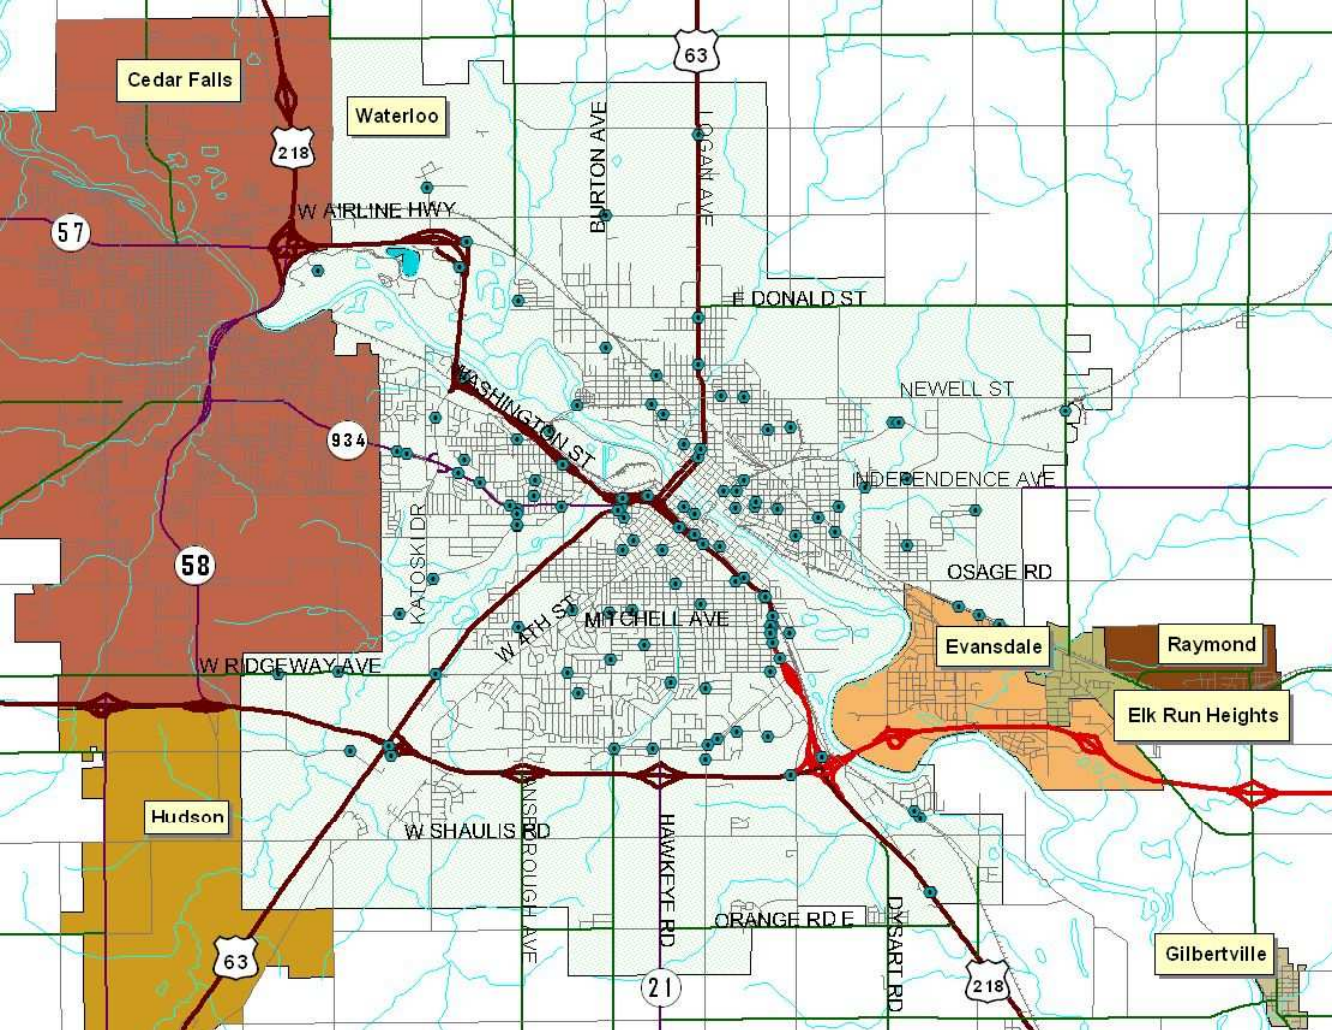 63
Cedar Falls
Waterloo
218
BURTON AVE
LOGAN AVE
W AIRLINE HWY
57
E DONALD ST
WASHINGTON ST
NEWELL ST
934
INDEPENDENCE AVE
KATOSKI DR
58
OSAGE RD
W 4TH ST
MITCHELL AVE
Evansdale
Raymond
W RIDGEWAY AVE
Elk Run Heights
Hudson
W SHAULIS RD
ANSBOROUGH AVE
HAWKEYE RD
ORANGE RD E
DYSART RD
63
21
218
Gilbertville